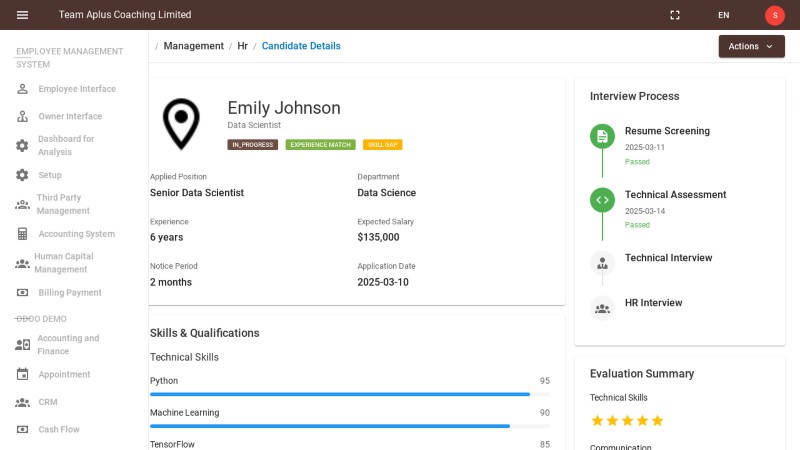 Team Aplus Coaching Limited
EN
S
EMPLOYEE MANAGEMENT
SYSTEM
Employee Interface
Owner Interface
Dashboard for
Analysis
Setup
Third Party
Management
Accounting System
Human Capital
Management
Billing Payment
ODOO DEMO
Accounting and
Finance
Appointment
CRM
Cash Flow
/ Management / Hr / Candidate Details
Actions
Emily Johnson
Data Scientist
IN_PROGRESS
EXPERIENCE MATCH
SKILL GAP
Applied Position
Department
Senior Data Scientist
Data Science
Experience
Expected Salary
6 years
$135,000
Notice Period
Application Date
2 months
2025-03-10
Skills & Qualifications
Technical Skills
Python 95
Machine Learning 90
TensorFlow 85
Interview Process
Resume Screening
2025-03-11
Passed
Technical Assessment
2025-03-14
Passed
Technical Interview
HR Interview
Evaluation Summary
Technical Skills
Communication